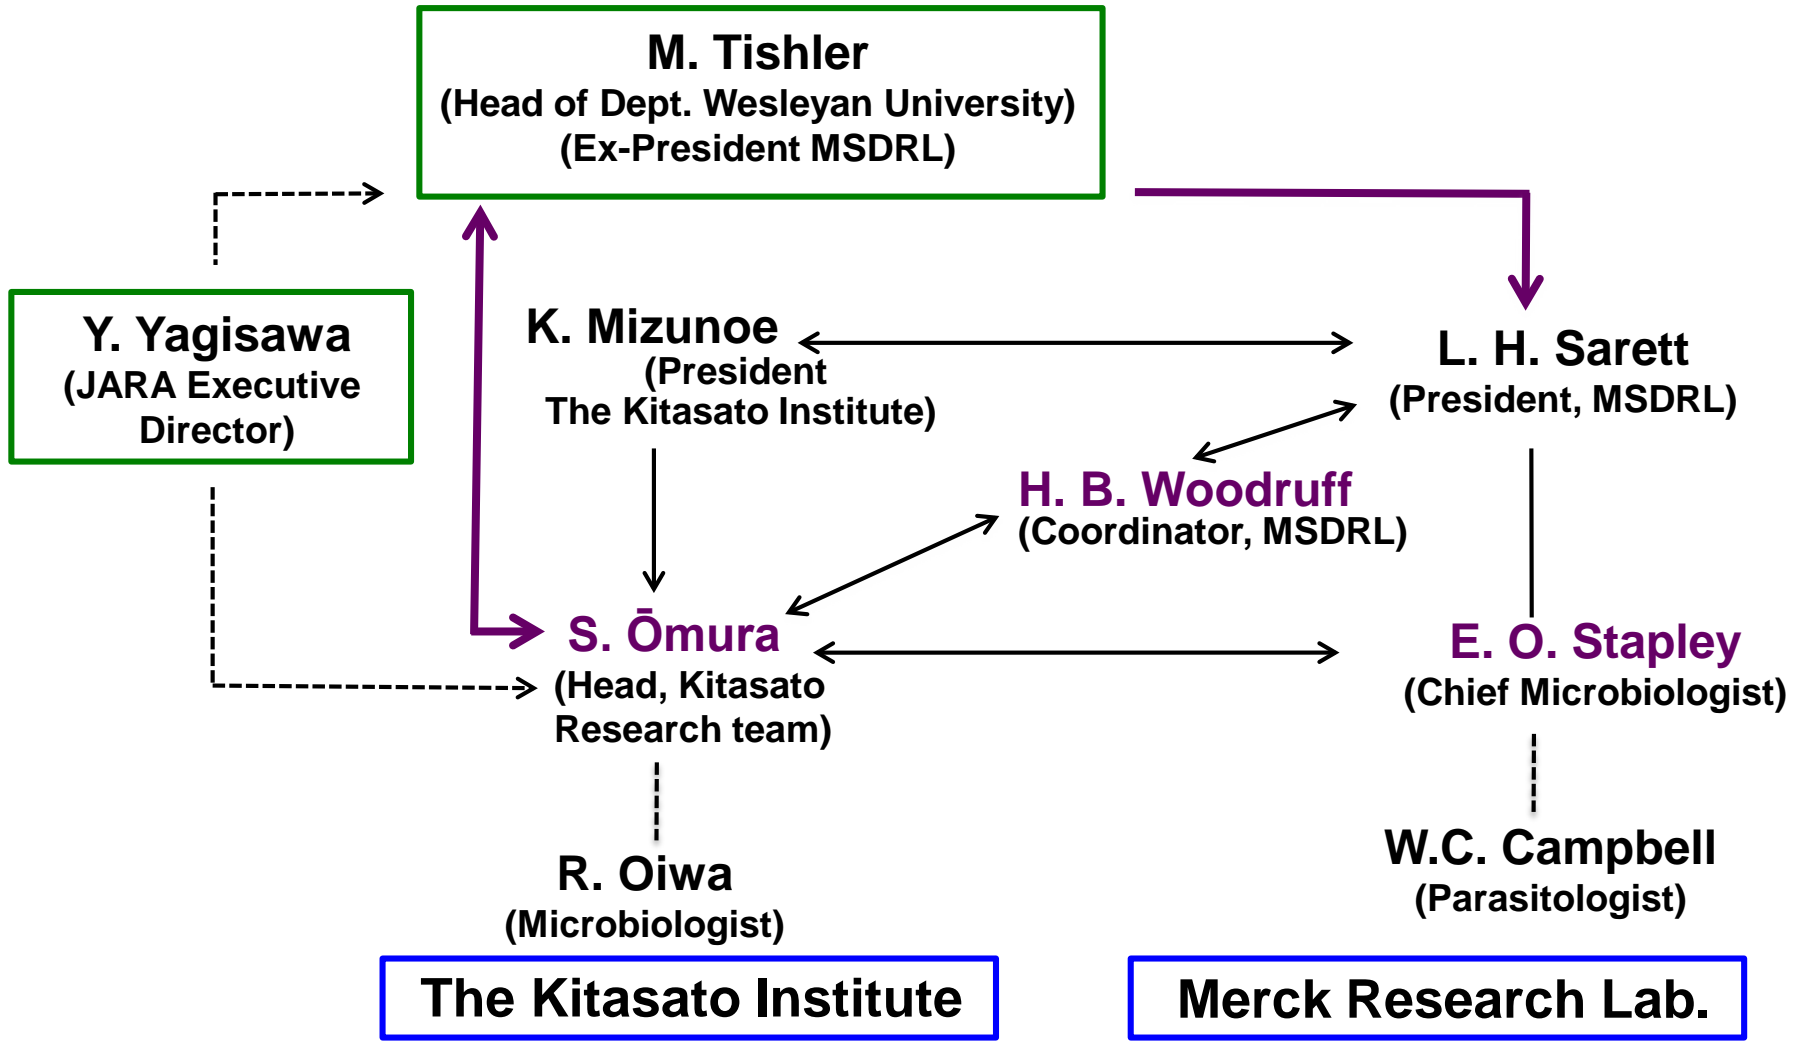 M. Tishler
(Head of Dept. Wesleyan University)
(Ex-President MSDRL)
Y. Yagisawa
(JARA Executive
Director)
K. Mizunoe
(President
The Kitasato Institute)
L. H. Sarett
(President, MSDRL)
H. B. Woodruff
(Coordinator, MSDRL)
S. Ōmura
(Head, Kitasato
Research team)
E. O. Stapley
(Chief Microbiologist)
R. Oiwa
(Microbiologist)
W.C. Campbell
(Parasitologist)
The Kitasato Institute
Merck Research Lab.